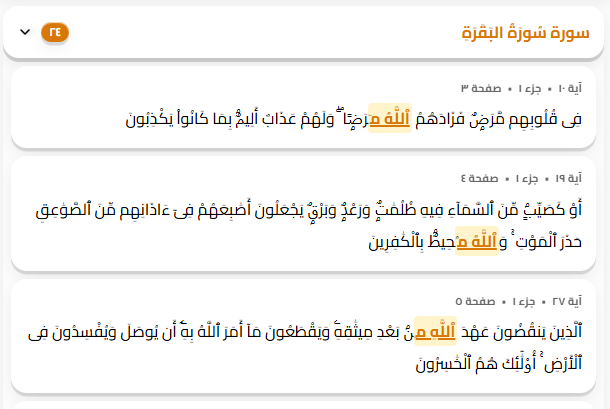 سورة سُورَةُ البَقَرَةِ
٢٤
آية ١٠ • جزء ١ • صفحة ٣
فِى قُلُوبِهِم مَّرَضٌ فَزَادَهُمُ ٱللَّهُ مَرَضًا ۖ وَلَهُمْ عَذَابٌ أَلِيمٌۢ بِمَا كَانُوا۟ يَكْذِبُونَ
آية ١٩ • جزء ١ • صفحة ٤
أَوْ كَصَيِّبٍ مِّنَ ٱلسَّمَآءِ فِيهِ ظُلُمَٰتٌ وَرَعْدٌ وَبَرْقٌ يَجْعَلُونَ أَصَٰبِعَهُمْ فِىٓ ءَاذَانِهِم مِّنَ ٱلصَّوَٰعِقِ
حَذَرَ ٱلْمَوْتِ ۚ وَٱللَّهُ مُحِيطٌۢ بِٱلْكَٰفِرِينَ
آية ٢٧ • جزء ١ • صفحة ٥
ٱلَّذِينَ يَنقُضُونَ عَهْدَ ٱللَّهِ مِنۢ بَعْدِ مِيثَٰقِهِۦ وَيَقْطَعُونَ مَآ أَمَرَ ٱللَّهُ بِهِۦٓ أَن يُوصَلَ وَيُفْسِدُونَ فِى
ٱلْأَرْضِ ۚ أُو۟لَٰٓئِكَ هُمُ ٱلْخَٰسِرُونَ